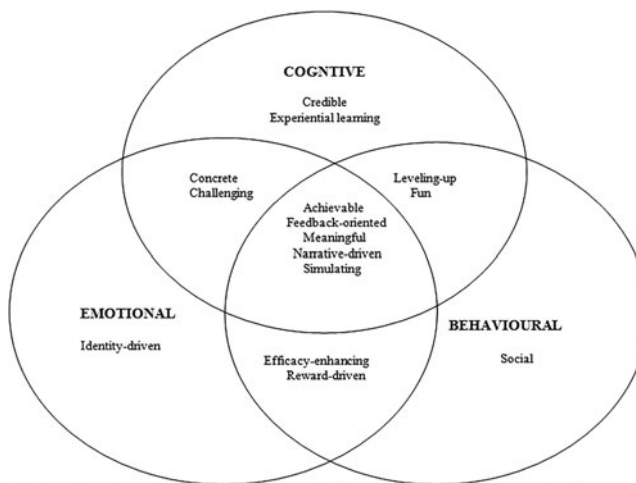 COGNTIVE
Credible
Experiential learning
Concrete
Challenging
Leveling-up
Fun
Achievable
Feedback-oriented
Meaningful
Narrative-driven
Simulating
EMOTIONAL
Identity-driven
BEHAVIOURAL
Social
Efficacy-enhancing
Reward-driven